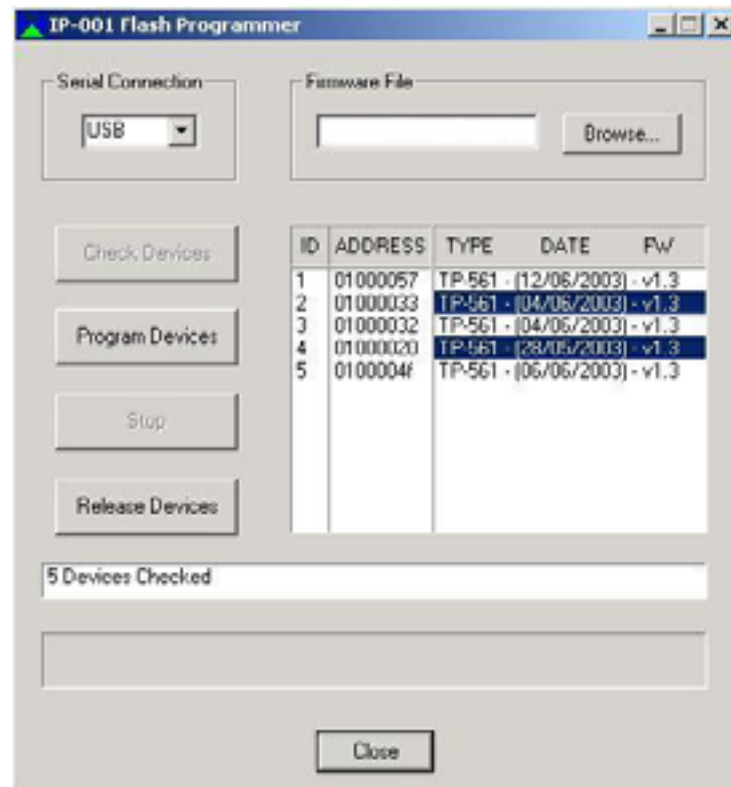 IP-001 Flash Programmer
Serial Connection
USB
Firmware File
Browse...
Check Devices
Program Devices
Stop
Release Devices
ID ADDRESS TYPE DATE FW
1 01000057 TP-561 - (12/06/2003) - v1.3
2 01000033 TP-561 - (04/06/2003) - v1.3
3 01000032 TP-561 - (04/06/2003) - v1.3
4 01000020 TP-561 - (28/05/2003) - v1.3
5 0100004f TP-561 - (06/06/2003) - v1.3
5 Devices Checked
Close